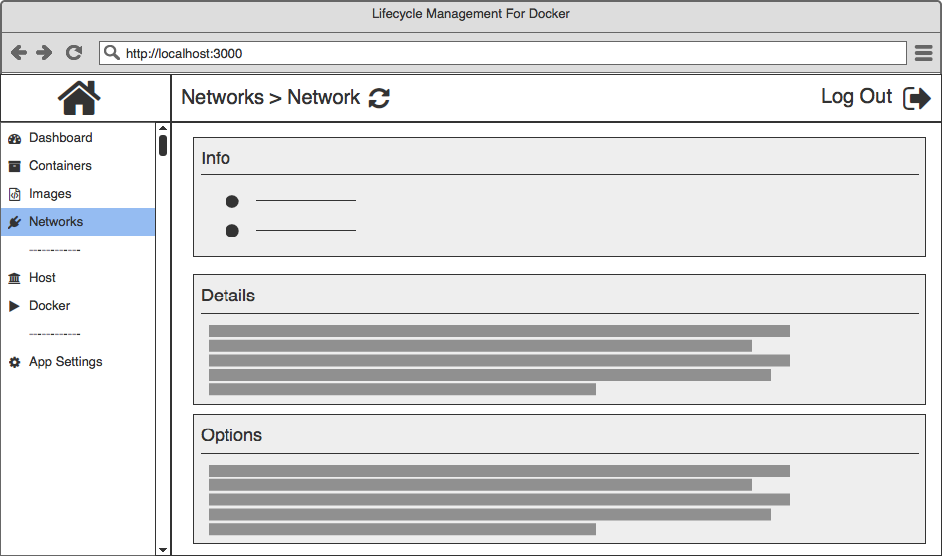 Lifecycle Management For Docker
http://localhost:3000
Networks > Network
Log Out
Dashboard
Containers
Images
Networks
------------
Host
Docker
------------
App Settings
Info
Details
Options